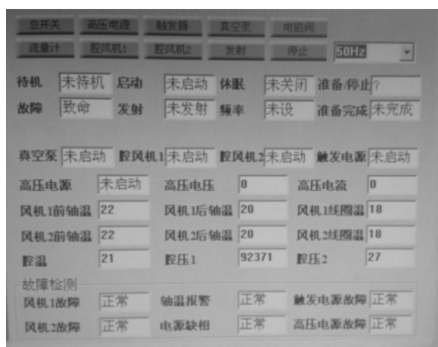 总开关 高压电源 触发器 真空泵 电磁阀
流量计 腔风机1 腔风机2 发射 停止 50Hz
待机 未待机 启动 未启动 休眠 未关闭 准备/停止 ?
故障 致命 发射 未发射 频率 未设 准备完成 未完成
真空泵 未启动 腔风机1 未启动 腔风机2 未启动 触发电源 未启动
高压电源 未启动 高压电压 0 高压电流 0
风机1前轴温 22 风机1后轴温 20 风机1线圈温 18
风机2前轴温 22 风机2后轴温 20 风机2线圈温 18
腔温 21 腔压1 92371 腔压2 27
故障检测
风机1故障 正常 轴温报警 正常 触发电源故障 正常
风机2故障 正常 电源缺相 正常 高压电源故障 正常